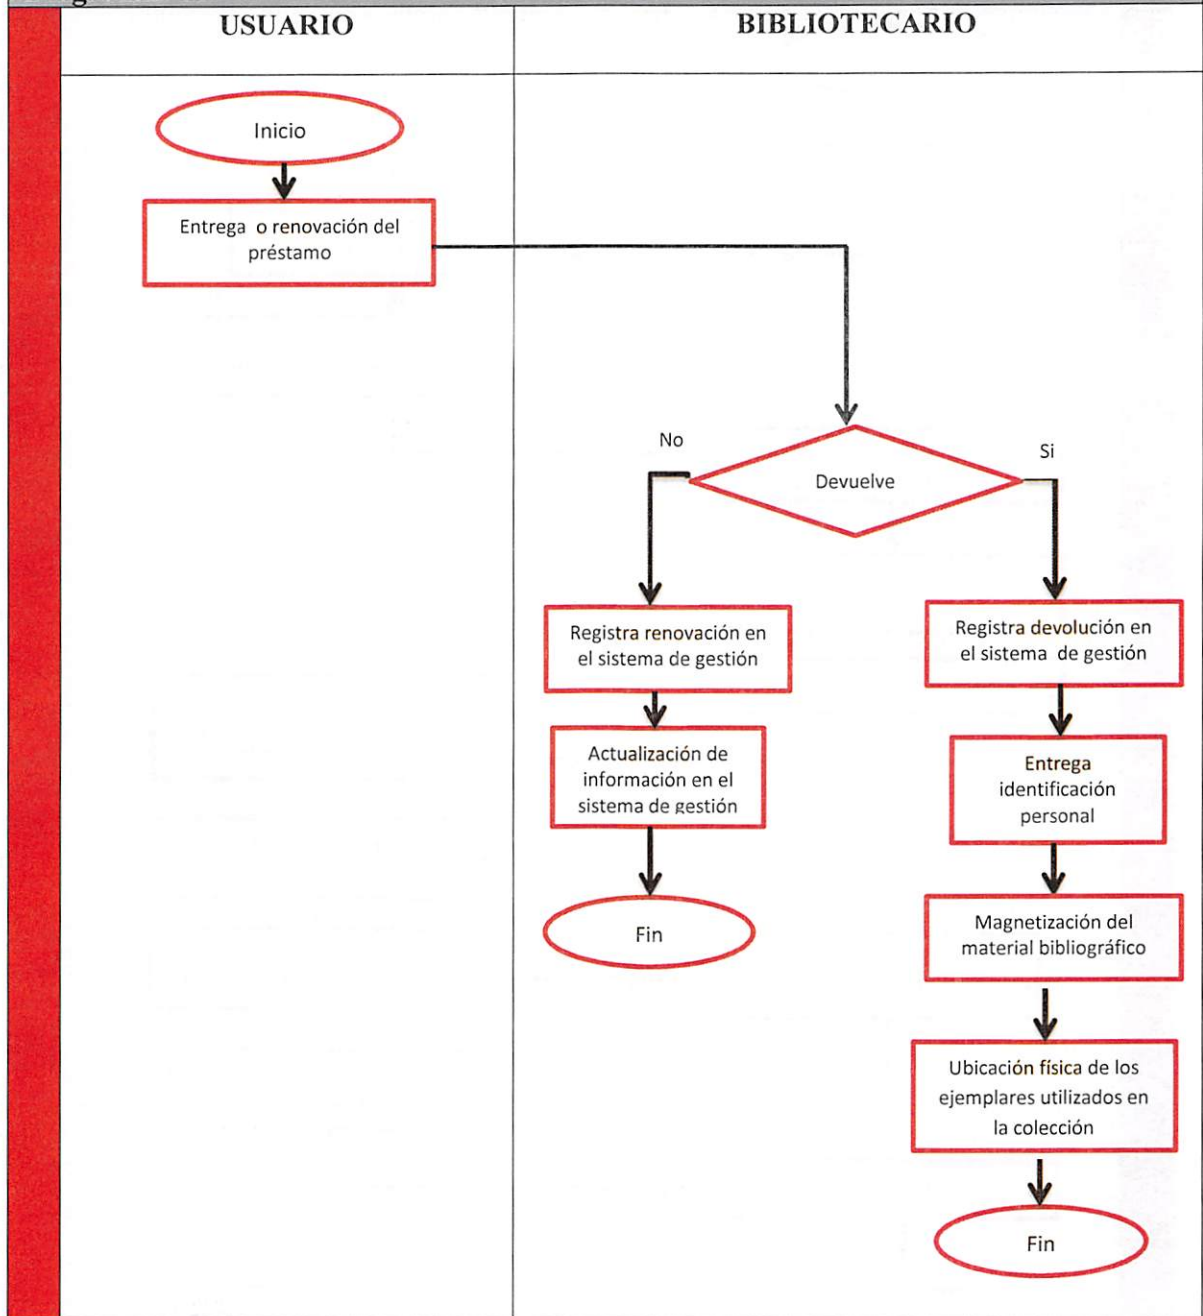 USUARIO
BIBLIOTECARIO
Inicio
Entrega o renovación del
préstamo
No
Si
Devuelve
Registra renovación en
el sistema de gestión
Registra devolución en
el sistema de gestión
Actualización de
información en el
sistema de gestión
Entrega
identificación
personal
Fin
Magnetización del
material bibliográfico
Ubicación física de los
ejemplares utilizados en
la colección
Fin